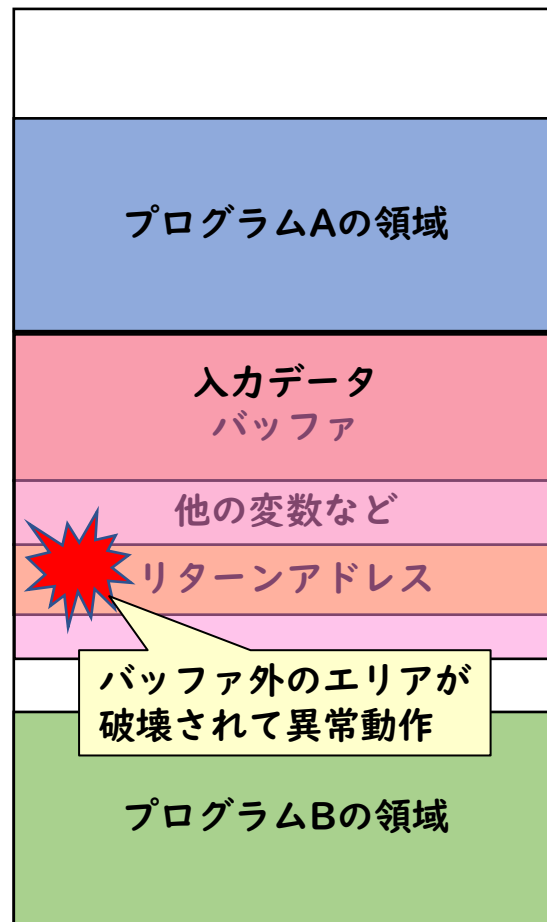 プログラムAの領域
入力データ
バッファ
他の変数など
リターンアドレス
バッファ外のエリアが
破壊されて異常動作
プログラムBの領域